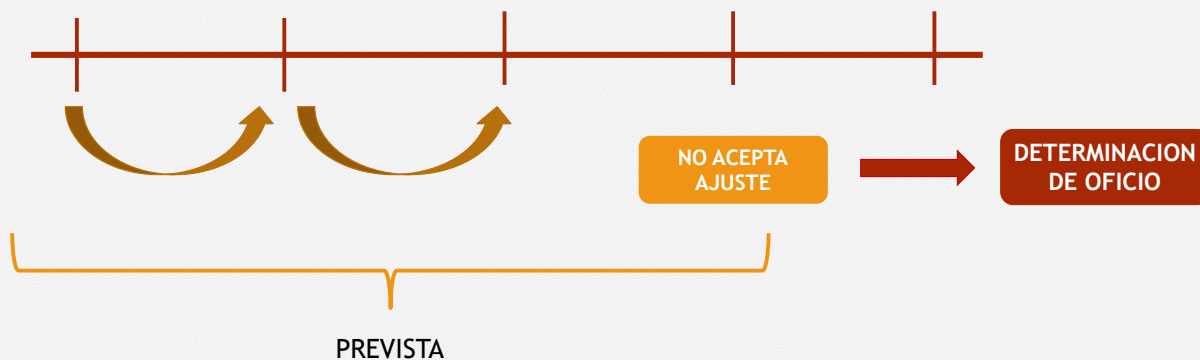 NO ACEPTA
AJUSTE
DETERMINACION
DE OFICIO
PREVISTA